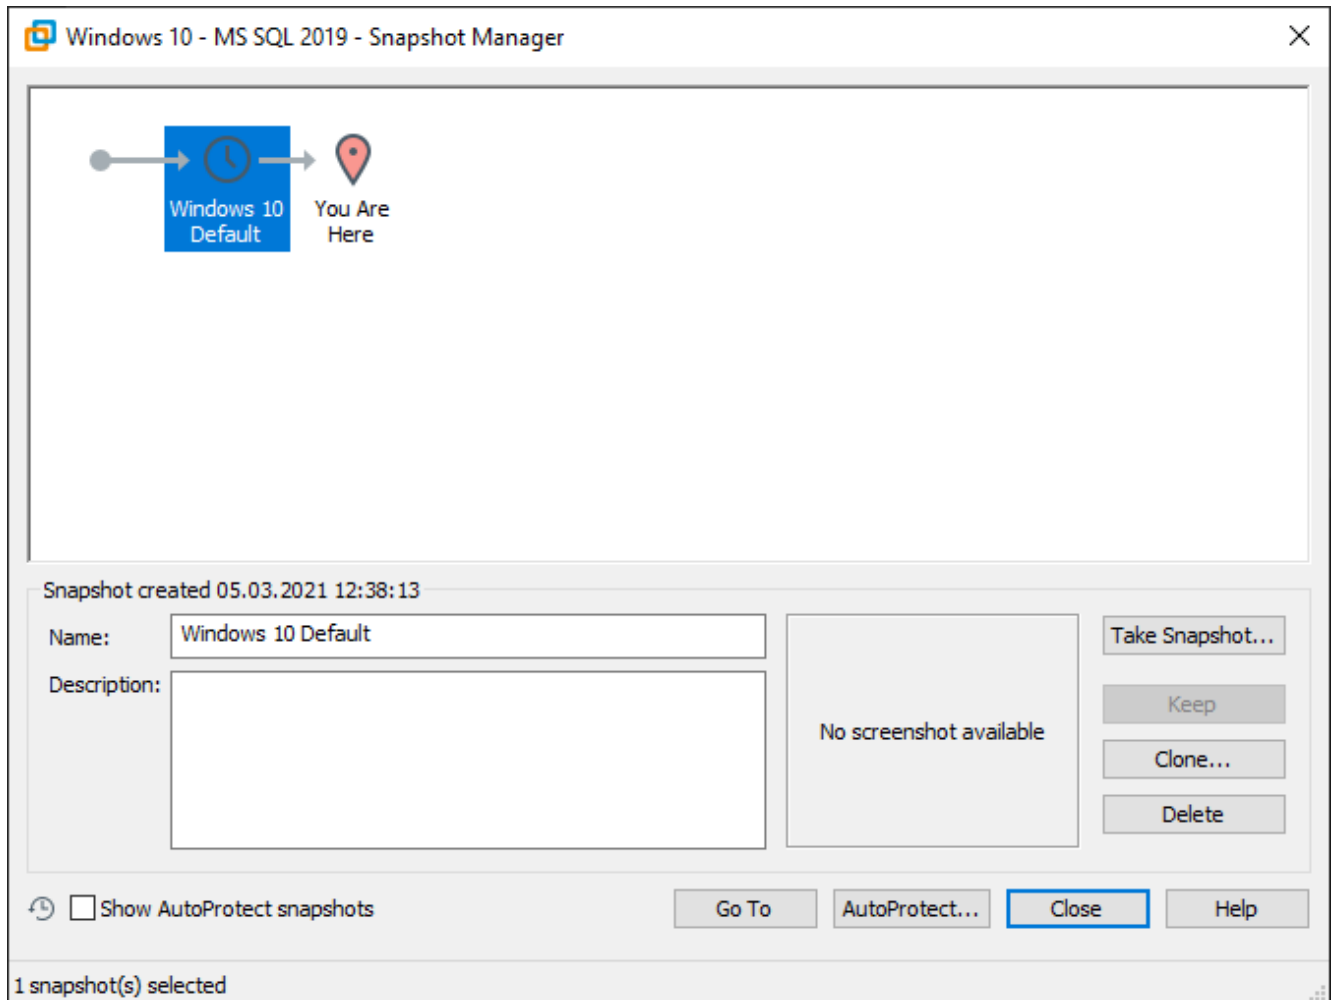 Windows 10 - MS SQL 2019 - Snapshot Manager
Windows 10
Default
You Are
Here
Snapshot created 05.03.2021 12:38:13
Name:
Windows 10 Default
Description:
No screenshot available
Take Snapshot...
Keep
Clone...
Delete
Show AutoProtect snapshots
Go To
AutoProtect...
Close
Help
1 snapshot(s) selected